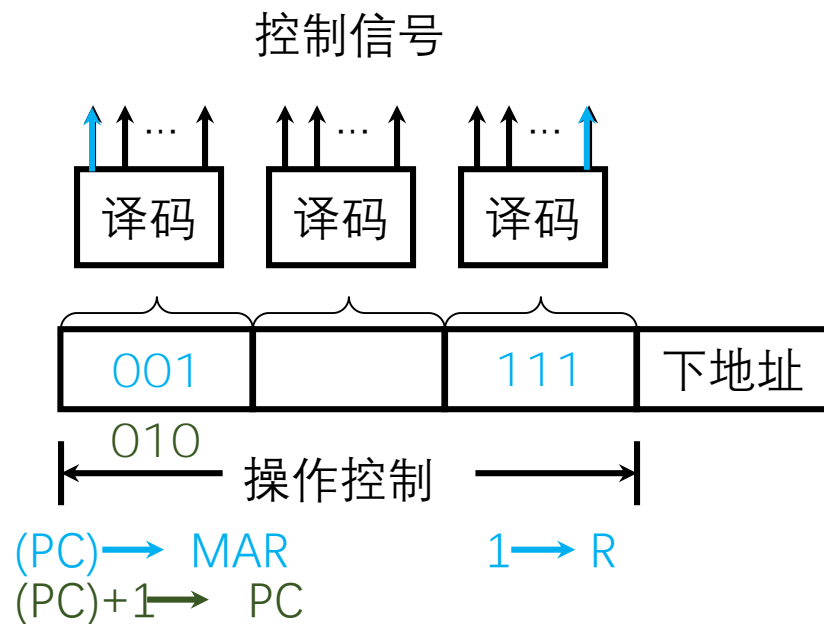 控制信号
… … …
译码 译码 译码
001 111 下地址
010
操作控制
(PC) → MAR 1 → R
(PC)+1 → PC